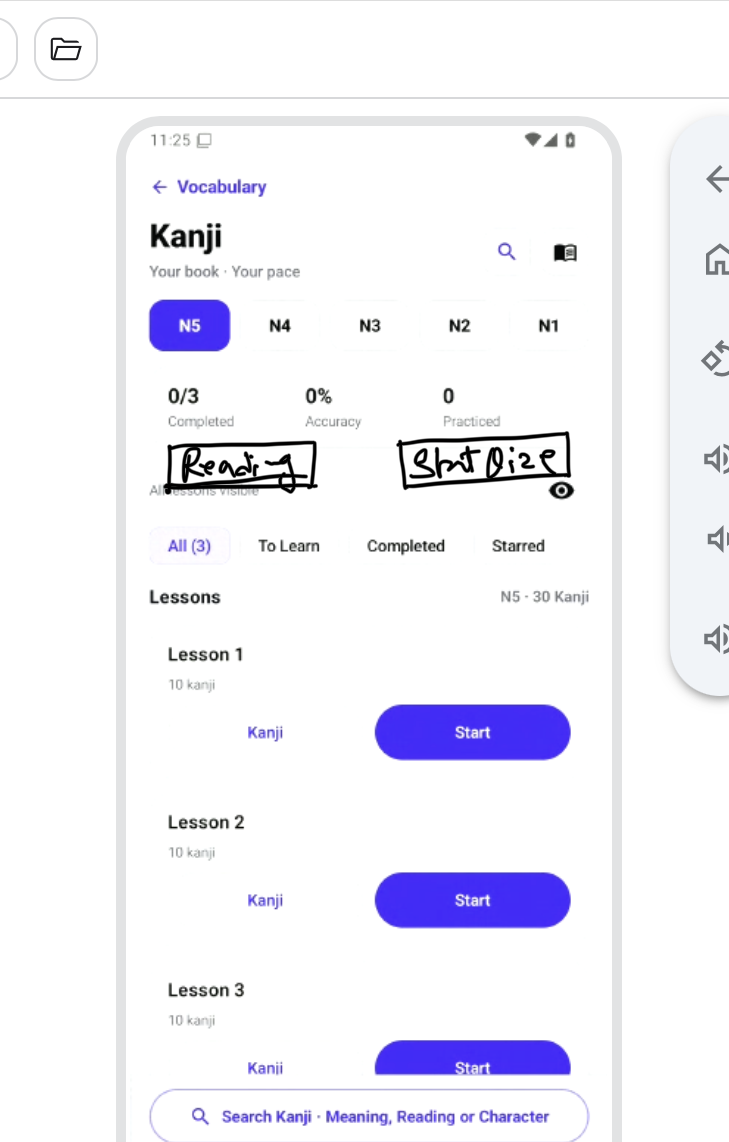 11:25
Vocabulary
Kanji
Your book · Your pace
N5 N4 N3 N2 N1
0/3 0% 0
Completed Accuracy Practiced
Reading Start Qize
All lessons visible
All (3) To Learn Completed Starred
Lessons N5 · 30 Kanji
Lesson 1
10 kanji
Kanji Start
Lesson 2
10 kanji
Kanji Start
Lesson 3
10 kanji
Kanji Start
Search Kanji · Meaning, Reading or Character